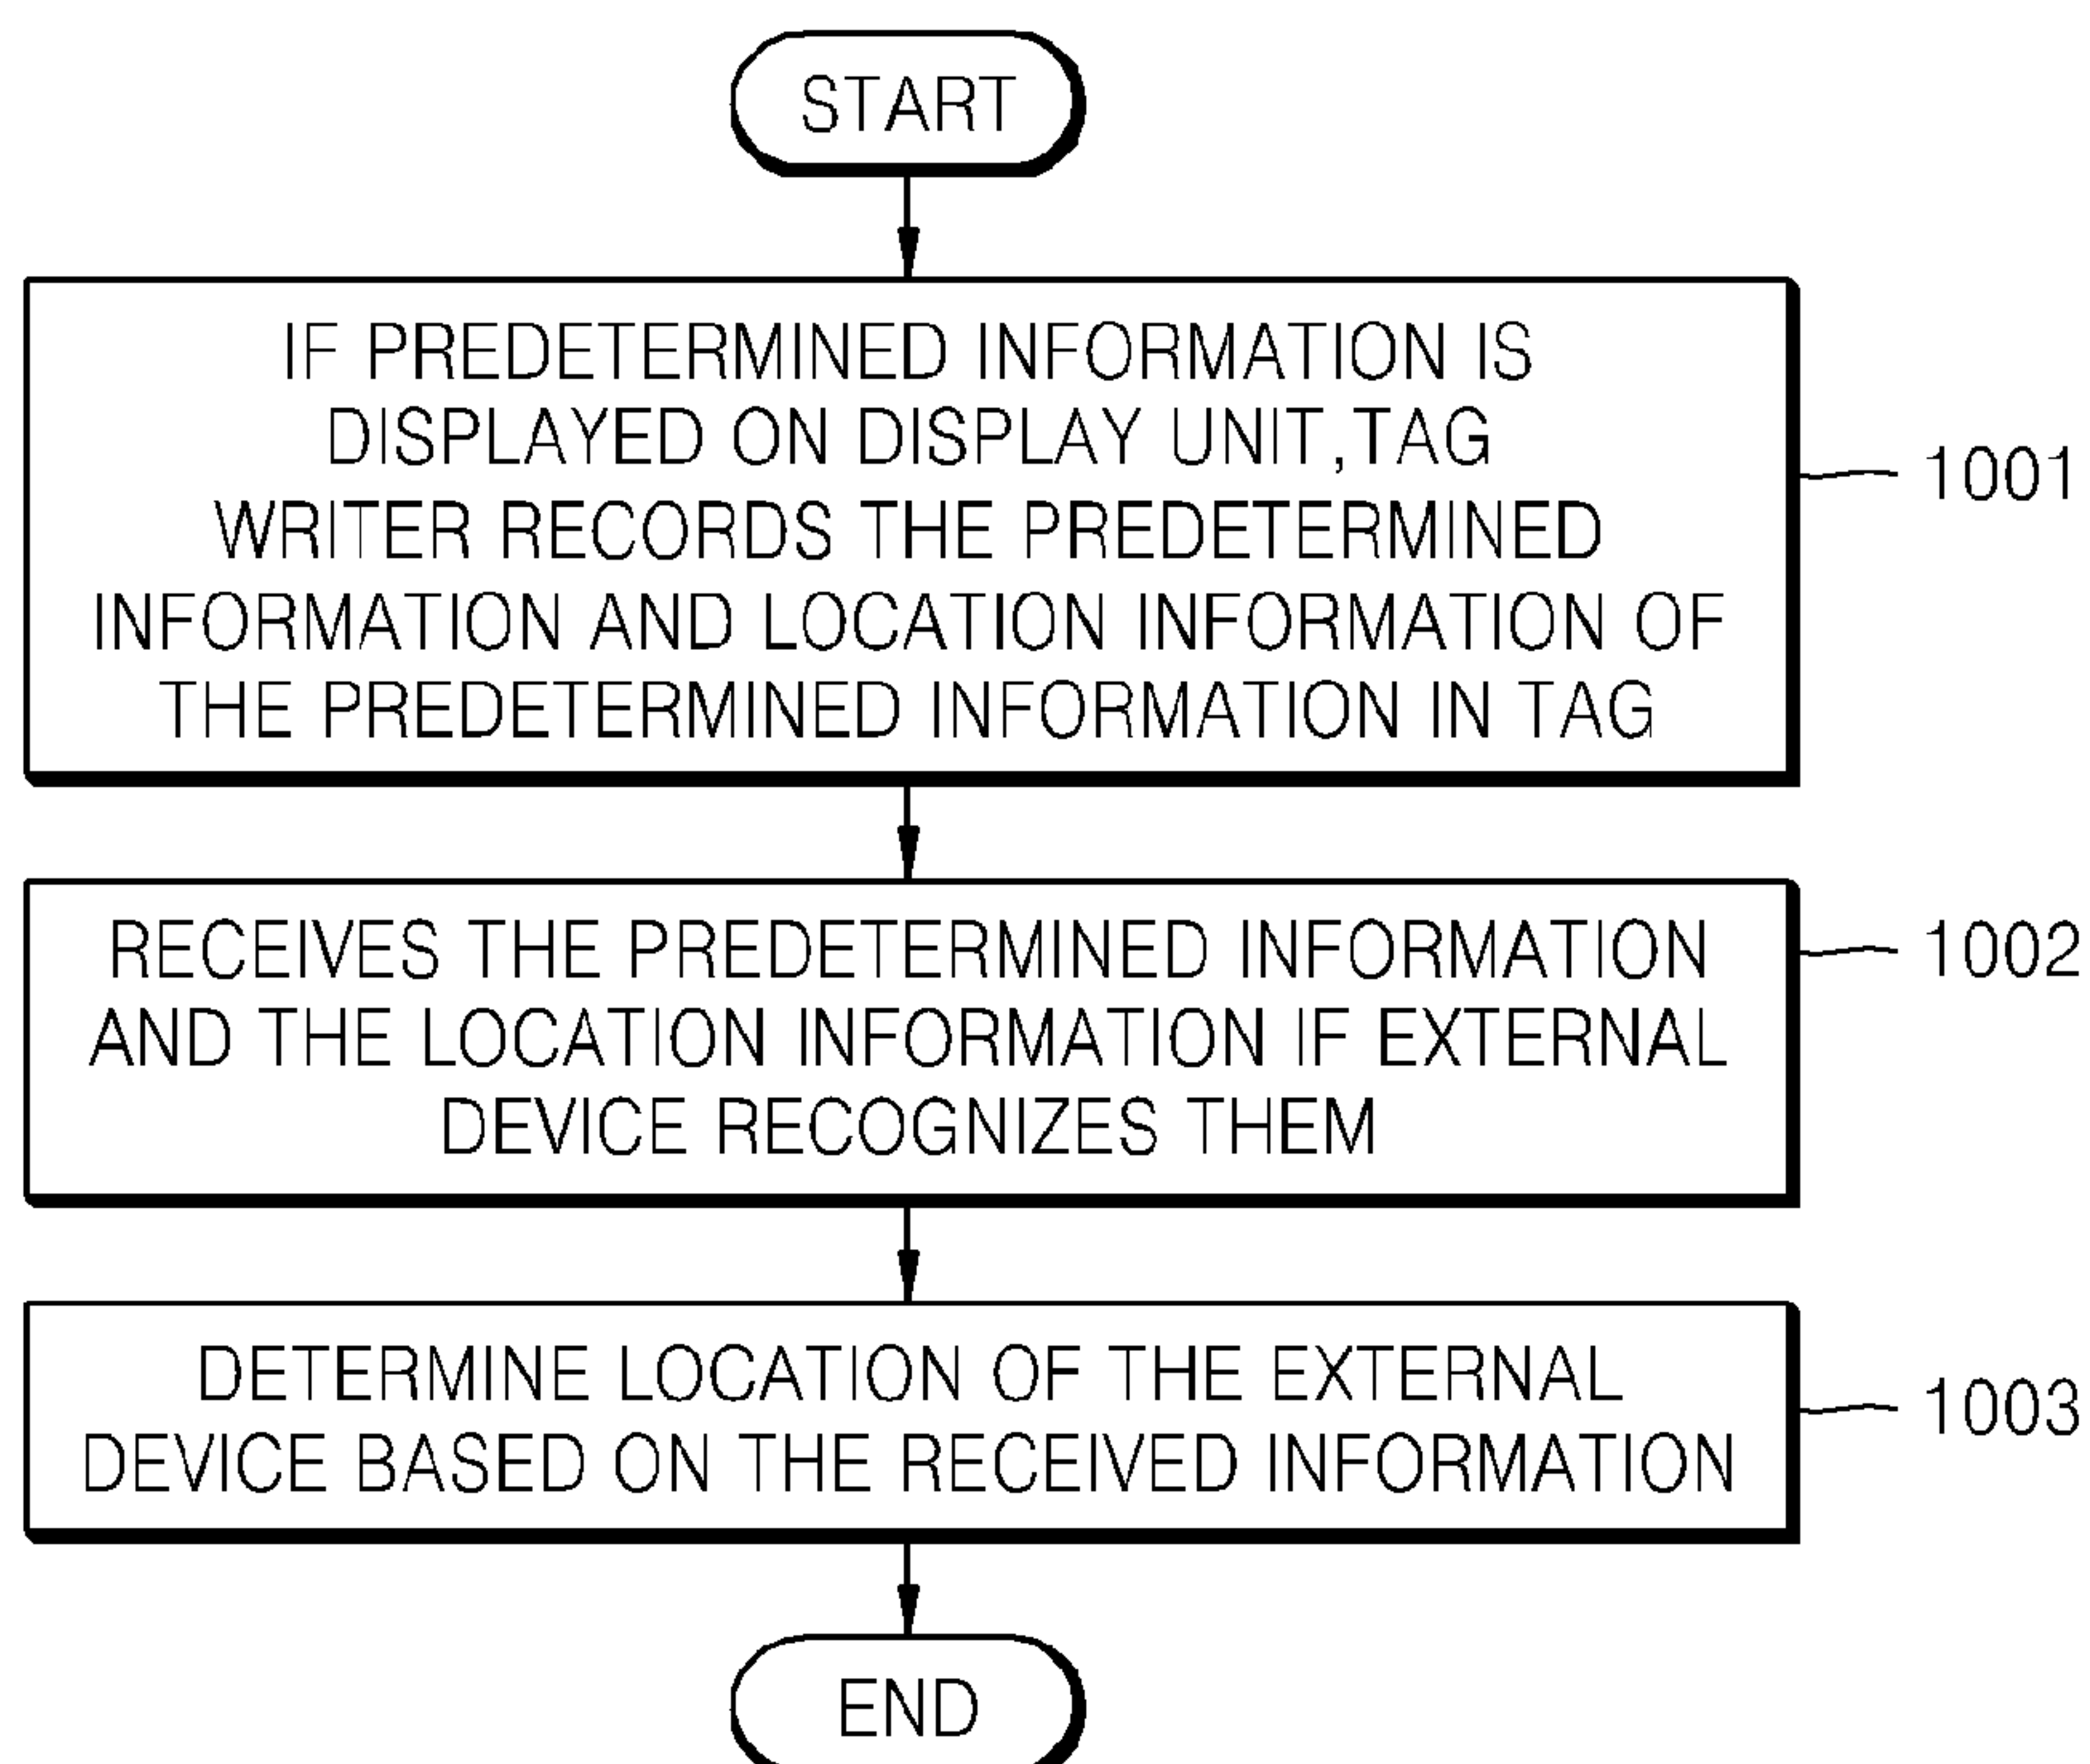 START
IF PREDETERMINED INFORMATION IS
DISPLAYED ON DISPLAY UNIT,TAG
WRITER RECORDS THE PREDETERMINED
INFORMATION AND LOCATION INFORMATION OF
THE PREDETERMINED INFORMATION IN TAG
1001
RECEIVES THE PREDETERMINED INFORMATION
AND THE LOCATION INFORMATION IF EXTERNAL
DEVICE RECOGNIZES THEM
1002
DETERMINE LOCATION OF THE EXTERNAL
DEVICE BASED ON THE RECEIVED INFORMATION
1003
END